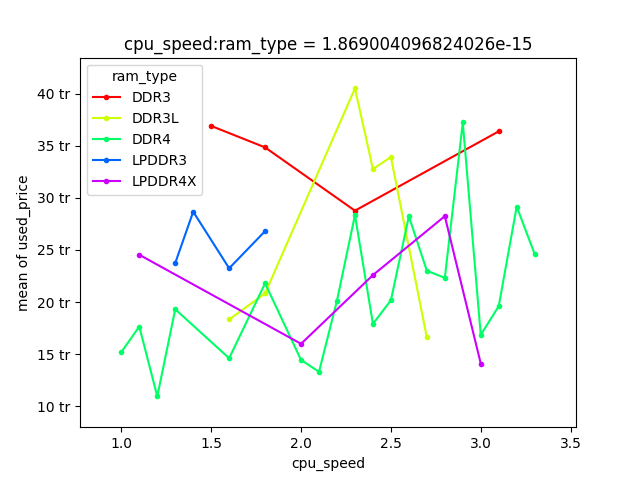 cpu_speed:ram_type = 1.869004096824026e-15
ram_type
DDR3
DDR3L
DDR4
LPDDR3
LPDDR4X
mean of used_price
40 tr
35 tr
30 tr
25 tr
20 tr
15 tr
10 tr
1.0 1.5 2.0 2.5 3.0 3.5
cpu_speed